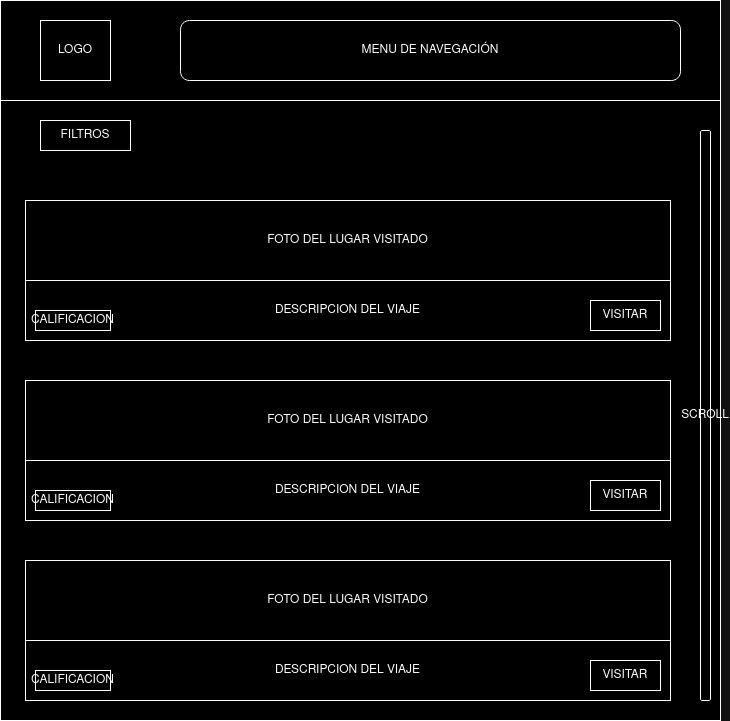 LOGO
MENU DE NAVEGACIÓN
FILTROS
FOTO DEL LUGAR VISITADO
CALIFICACION
DESCRIPCION DEL VIAJE
VISITAR
FOTO DEL LUGAR VISITADO
SCROLL
CALIFICACION
DESCRIPCION DEL VIAJE
VISITAR
FOTO DEL LUGAR VISITADO
CALIFICACION
DESCRIPCION DEL VIAJE
VISITAR